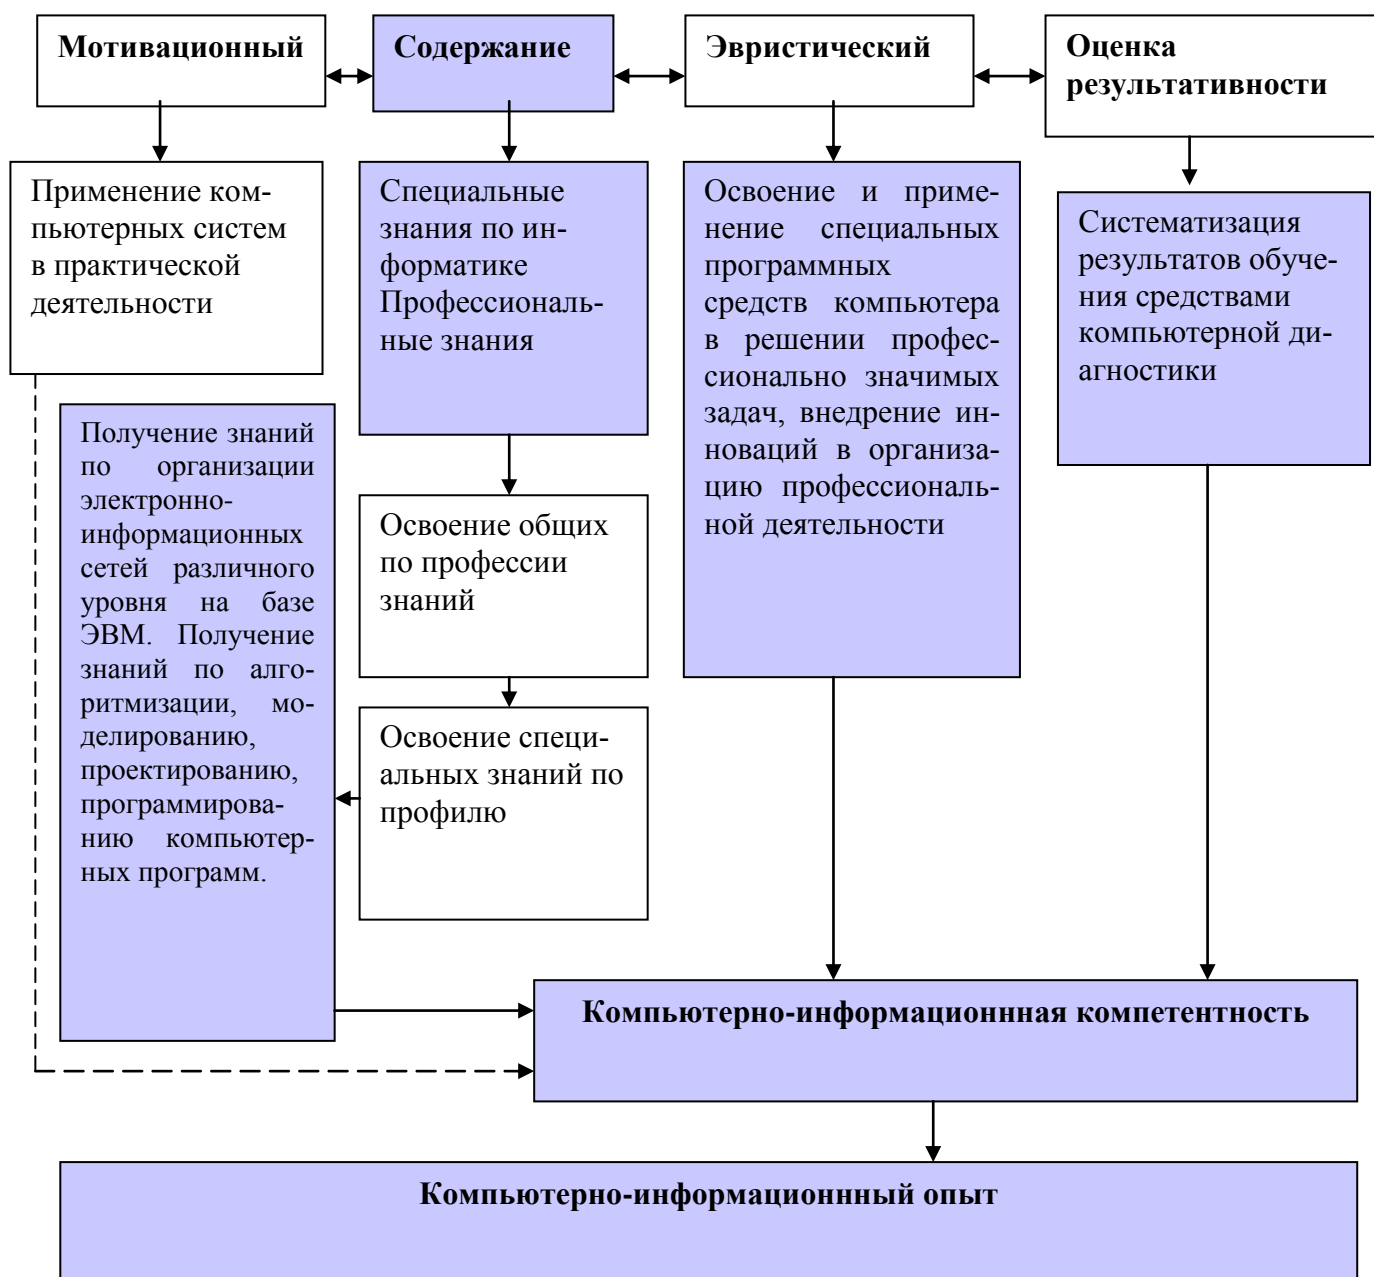 Мотивационный
Содержание
Эвристический
Оценка
результативности
Применение ком-
пьютерных систем
в практической
деятельности
Специальные
знания по ин-
форматике
Профессиональ-
ные знания
Освоение и приме-
нение специальных
программных
средств компьютера
в решении профес-
сионально значимых
задач, внедрение ин-
новаций в организа-
цию профессиональ-
ной деятельности
Систематизация
результатов обуче-
ния средствами
компьютерной ди-
агностики
Получение знаний
по организации
электронно-
информационных
сетей различного
уровня на базе
ЭВМ. Получение
знаний по алго-
ритмизации, мо-
делированию,
проектированию,
программирова-
нию компьютер-
ных программ.
Освоение общих
по профессии
знаний
Освоение специ-
альных знаний по
профилю
Компьютерно-информационнная компетентность
Компьютерно-информационнный опыт